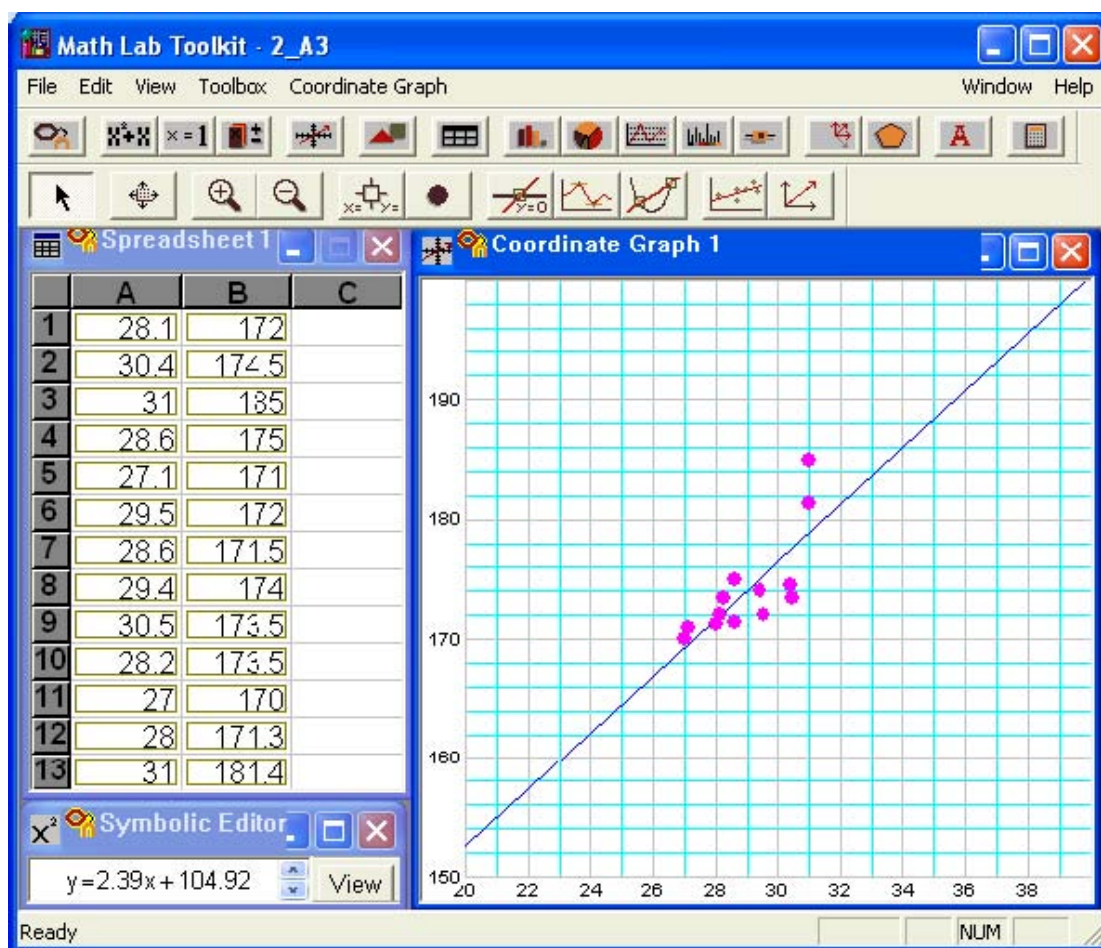 Math Lab Toolkit - 2_A3
File Edit View Toolbox Coordinate Graph Window Help
x²+x x=1 ± A
x= y= y=0
Spreadsheet 1
A B C
1 28.1 172
2 30.4 174.5
3 31 185
4 28.6 175
5 27.1 171
6 29.5 172
7 28.6 171.5
8 29.4 174
9 30.5 173.5
10 28.2 173.5
11 27 170
12 28 171.3
13 31 181.4
x² Symbolic Editor
y=2.39x+104.92 View
Coordinate Graph 1
190
180
170
160
150
20 22 24 26 28 30 32 34 36 38
Ready NUM